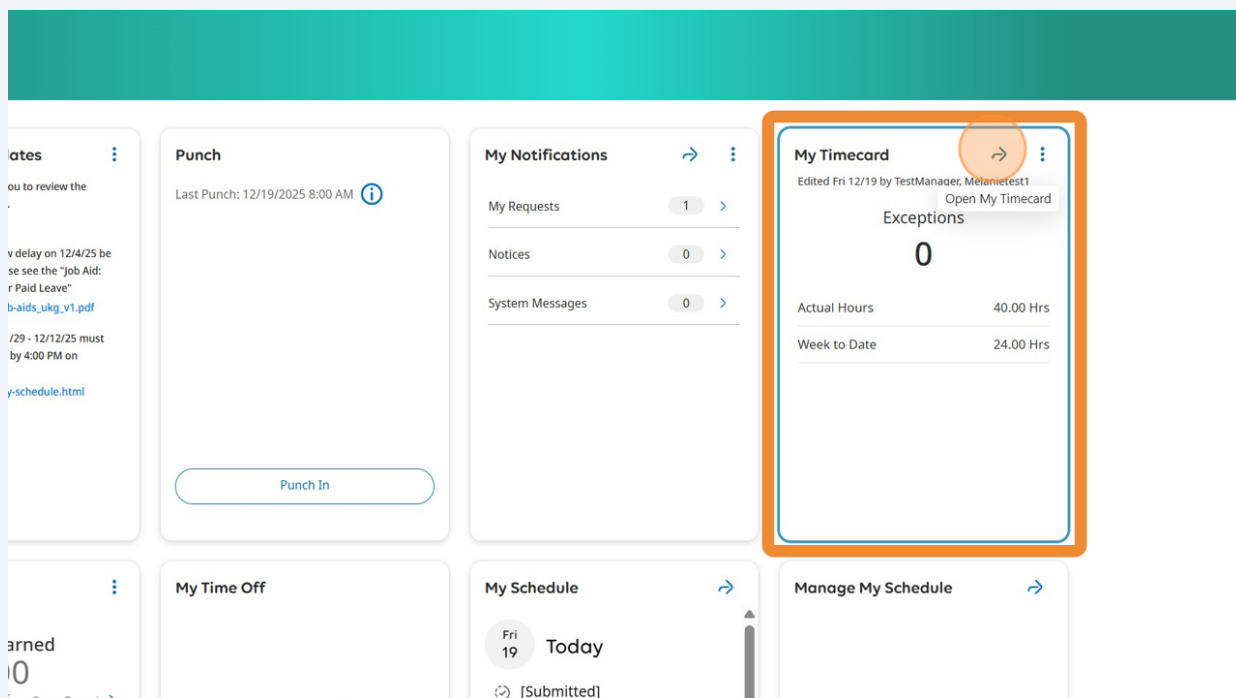 ates
ou to review the
.
v delay on 12/4/25 be
se see the "Job Aid:
r Paid Leave"
b-aids_ukg_v1.pdf
/29 - 12/12/25 must
by 4:00 PM on
y-schedule.html
Punch
Last Punch: 12/19/2025 8:00 AM
Punch In
My Notifications
My Requests 1
Notices 0
System Messages 0
My Timecard
Edited Fri 12/19 by TestManager, Melanietest1
Open My Timecard
Exceptions
0
Actual Hours 40.00 Hrs
Week to Date 24.00 Hrs
arned
00
My Time Off
My Schedule
Fri
19 Today
[Submitted]
Manage My Schedule